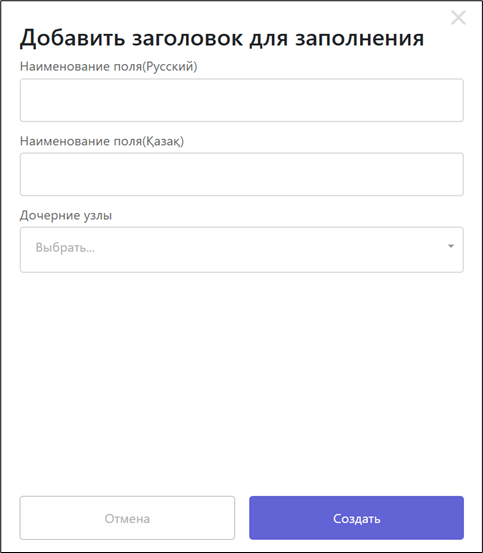 Добавить заголовок для заполнения
Наименование поля(Русский)
Наименование поля(Қазақ)
Дочерние узлы
Выбрать...
Отмена
Создать